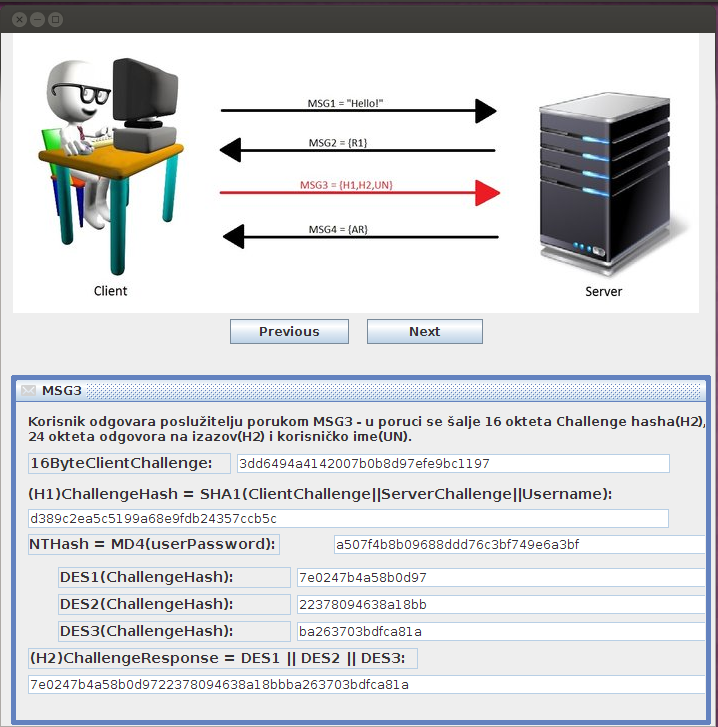 MSG1 = "Hello!"
MSG2 = {R1}
MSG3 = {H1,H2,UN}
MSG4 = {AR}
Client
Server
Previous
Next
MSG3
Korisnik odgovara poslužitelju porukom MSG3 - u poruci se šalje 16 okteta Challenge hasha(H2),
24 okteta odgovora na izazov(H2) i korisničko ime(UN).
16ByteClientChallenge:
3dd6494a4142007b0b8d97efe9bc1197
(H1)ChallengeHash = SHA1(ClientChallenge||ServerChallenge||Username):
d389c2ea5c5199a68e9fdb24357ccb5c
NTHash = MD4(userPassword):
a507f4b8b09688ddd76c3bf749e6a3bf
DES1(ChallengeHash):
7e0247b4a58b0d97
DES2(ChallengeHash):
22378094638a18bb
DES3(ChallengeHash):
ba263703bdfca81a
(H2)ChallengeResponse = DES1 || DES2 || DES3:
7e0247b4a58b0d9722378094638a18bbba263703bdfca81a